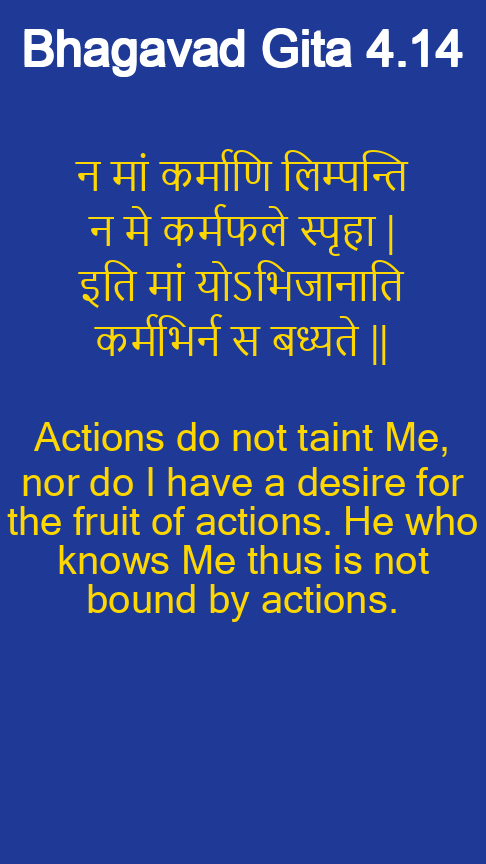 Bhagavad Gita 4.14
न मां कर्माणि लिम्पन्ति
न मे कर्मफले स्पृहा |
इति मां योऽभिजानाति
कर्मभिर्न स बध्यते ||
Actions do not taint Me,
nor do I have a desire for
the fruit of actions. He who
knows Me thus is not
bound by actions.